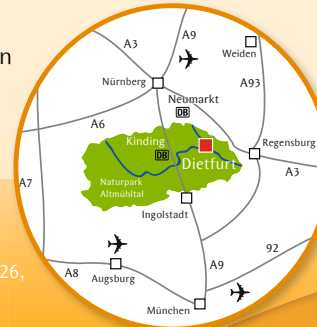 A9
A3
Weiden
n
Nürnberg
A93
Neumarkt
DB
A6
Kinding
DB
Regensburg
Dietfurt
A7
Naturpark
Altmühltal
A3
Ingolstadt
92
26,
A8
A9
Augsburg
München